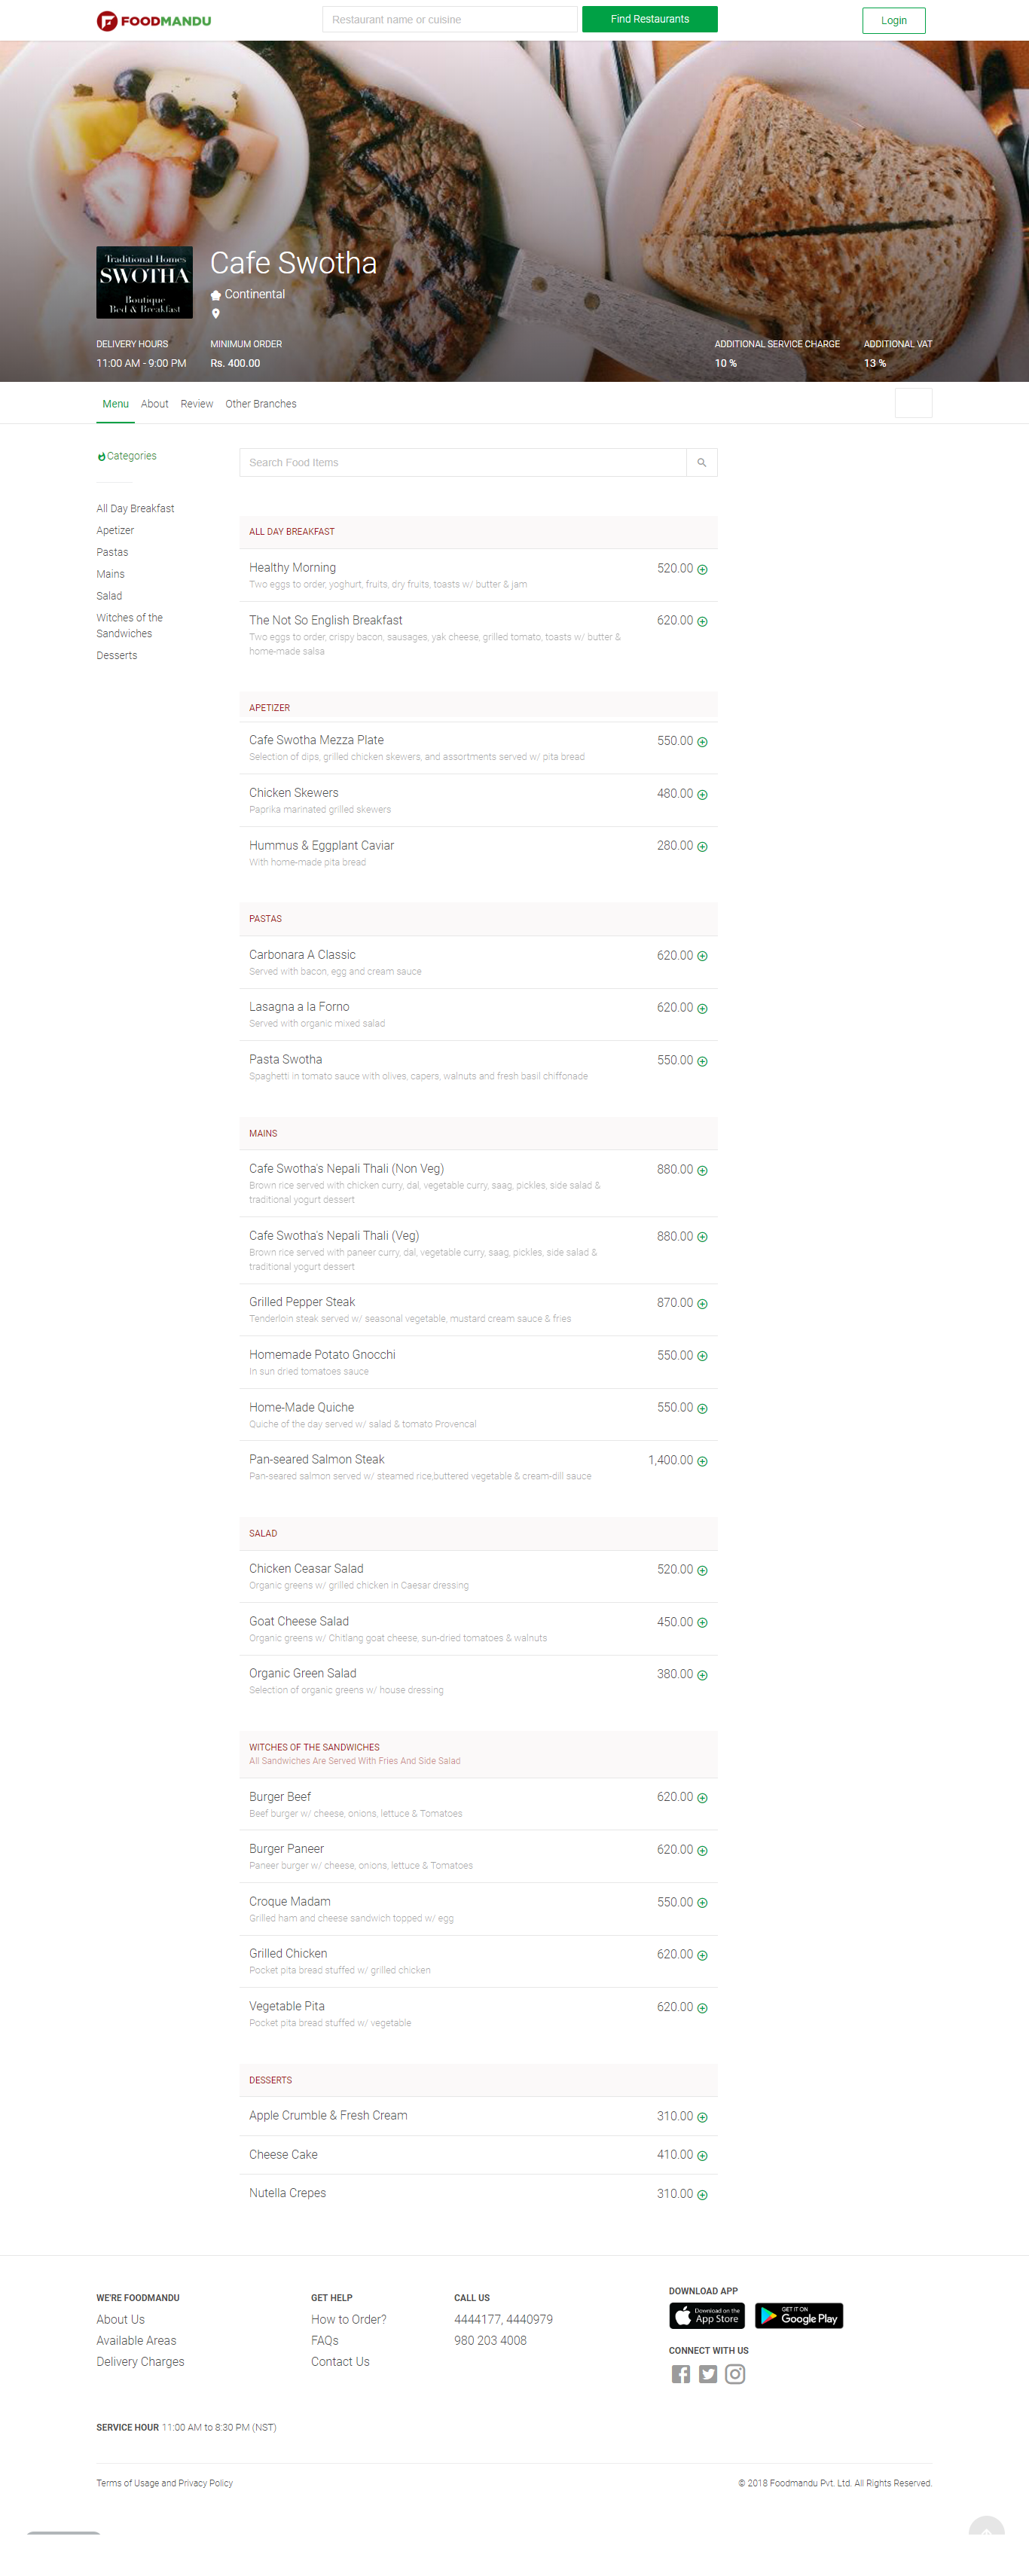 FOODMANDU
Restaurant name or cuisine
Find Restaurants
Login
Traditional Homes
SWOTHA
Boutique
Bed & Breakfast
Cafe Swotha
Continental
DELIVERY HOURS
11:00 AM - 9:00 PM
MINIMUM ORDER
Rs. 400.00
ADDITIONAL SERVICE CHARGE
10 %
ADDITIONAL VAT
13 %
Menu
About
Review
Other Branches
Categories
All Day Breakfast
Apetizer
Pastas
Mains
Salad
Witches of the
Sandwiches
Desserts
Search Food Items
ALL DAY BREAKFAST
Healthy Morning 520.00
Two eggs to order, yoghurt, fruits, dry fruits, toasts w/ butter & jam
The Not So English Breakfast 620.00
Two eggs to order, crispy bacon, sausages, yak cheese, grilled tomato, toasts w/ butter &
home-made salsa
APETIZER
Cafe Swotha Mezza Plate 550.00
Selection of dips, grilled chicken skewers, and assortments served w/ pita bread
Chicken Skewers 480.00
Paprika marinated grilled skewers
Hummus & Eggplant Caviar 280.00
With home-made pita bread
PASTAS
Carbonara A Classic 620.00
Served with bacon, egg and cream sauce
Lasagna a la Forno 620.00
Served with organic mixed salad
Pasta Swotha 550.00
Spaghetti in tomato sauce with olives, capers, walnuts and fresh basil chiffonade
MAINS
Cafe Swotha's Nepali Thali (Non Veg) 880.00
Brown rice served with chicken curry, dal, vegetable curry, saag, pickles, side salad &
traditional yogurt dessert
Cafe Swotha's Nepali Thali (Veg) 880.00
Brown rice served with paneer curry, dal, vegetable curry, saag, pickles, side salad &
traditional yogurt dessert
Grilled Pepper Steak 870.00
Tenderloin steak served w/ seasonal vegetable, mustard cream sauce & fries
Homemade Potato Gnocchi 550.00
In sun dried tomatoes sauce
Home-Made Quiche 550.00
Quiche of the day served w/ salad & tomato Provencal
Pan-seared Salmon Steak 1,400.00
Pan-seared salmon served w/ steamed rice,buttered vegetable & cream-dill sauce
SALAD
Chicken Ceasar Salad 520.00
Organic greens w/ grilled chicken in Caesar dressing
Goat Cheese Salad 450.00
Organic greens w/ Chitlang goat cheese, sun-dried tomatoes & walnuts
Organic Green Salad 380.00
Selection of organic greens w/ house dressing
WITCHES OF THE SANDWICHES
All Sandwiches Are Served With Fries And Side Salad
Burger Beef 620.00
Beef burger w/ cheese, onions, lettuce & Tomatoes
Burger Paneer 620.00
Paneer burger w/ cheese, onions, lettuce & Tomatoes
Croque Madam 550.00
Grilled ham and cheese sandwich topped w/ egg
Grilled Chicken 620.00
Pocket pita bread stuffed w/ grilled chicken
Vegetable Pita 620.00
Pocket pita bread stuffed w/ vegetable
DESSERTS
Apple Crumble & Fresh Cream 310.00
Cheese Cake 410.00
Nutella Crepes 310.00
WE'RE FOODMANDU
About Us
Available Areas
Delivery Charges
GET HELP
How to Order?
FAQs
Contact Us
CALL US
4444177, 4440979
980 203 4008
DOWNLOAD APP
Download on the
App Store
GET IT ON
Google Play
CONNECT WITH US
SERVICE HOUR 11:00 AM to 8:30 PM (NST)
Terms of Usage and Privacy Policy
© 2018 Foodmandu Pvt. Ltd. All Rights Reserved.